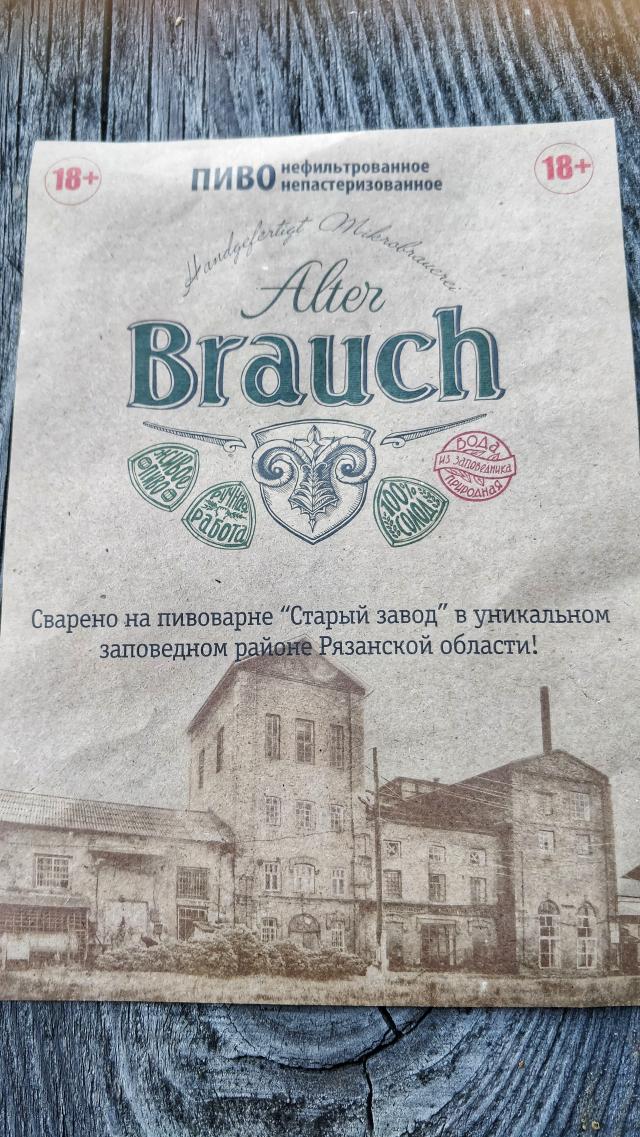 18+
18+
ПИВО нефильтрованное
непастеризованное
Handgefertigt Mikrobrauerei
Alter
Brauch
ЖИВОЕ
ПИВО
РУЧНАЯ
РАБОТА
100%
СОЛОД
ВОДА
ИЗ ЗАПОВЕДНИКА
ПРИРОДНАЯ
Сварено на пивоварне “Старый завод” в уникальном
заповедном районе Рязанской области!